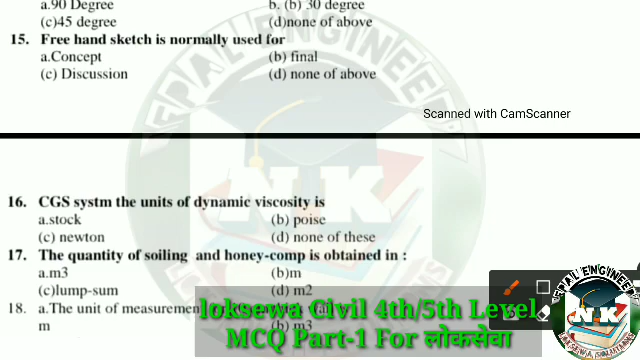 a.90 Degree b. (b) 30 degree
(c)45 degree (d)none of above
15. Free hand sketch is normally used for
a.Concept (b) final
(c) Discussion (d) none of above
Scanned with CamScanner
16. CGS systm the units of dynamic viscosity is
a.stock (b) poise
(c) newton (d) none of these
17. The quantity of soiling and honey-comp is obtained in :
a.m3 (b)m
(c)lump-sum (d) m2
18. a.The unit of measuremen
m (b) m3
loksewa Civil 4th/5th Level
MCQ Part-1 For लोकसेवा
NK